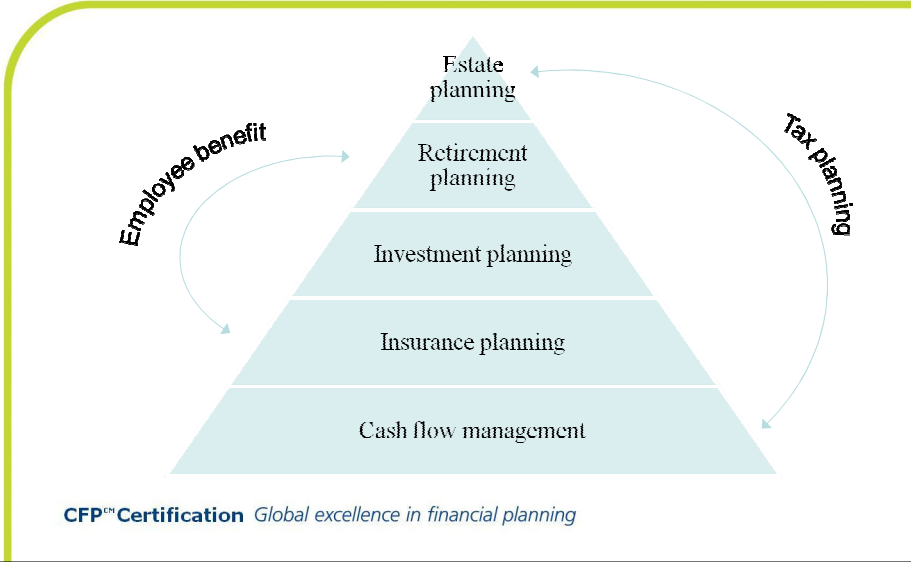 Estate
planning
Employee benefit
Tax planning
Retirement
planning
Investment planning
Insurance planning
Cash flow management
CFP℠ Certification Global excellence in financial planning